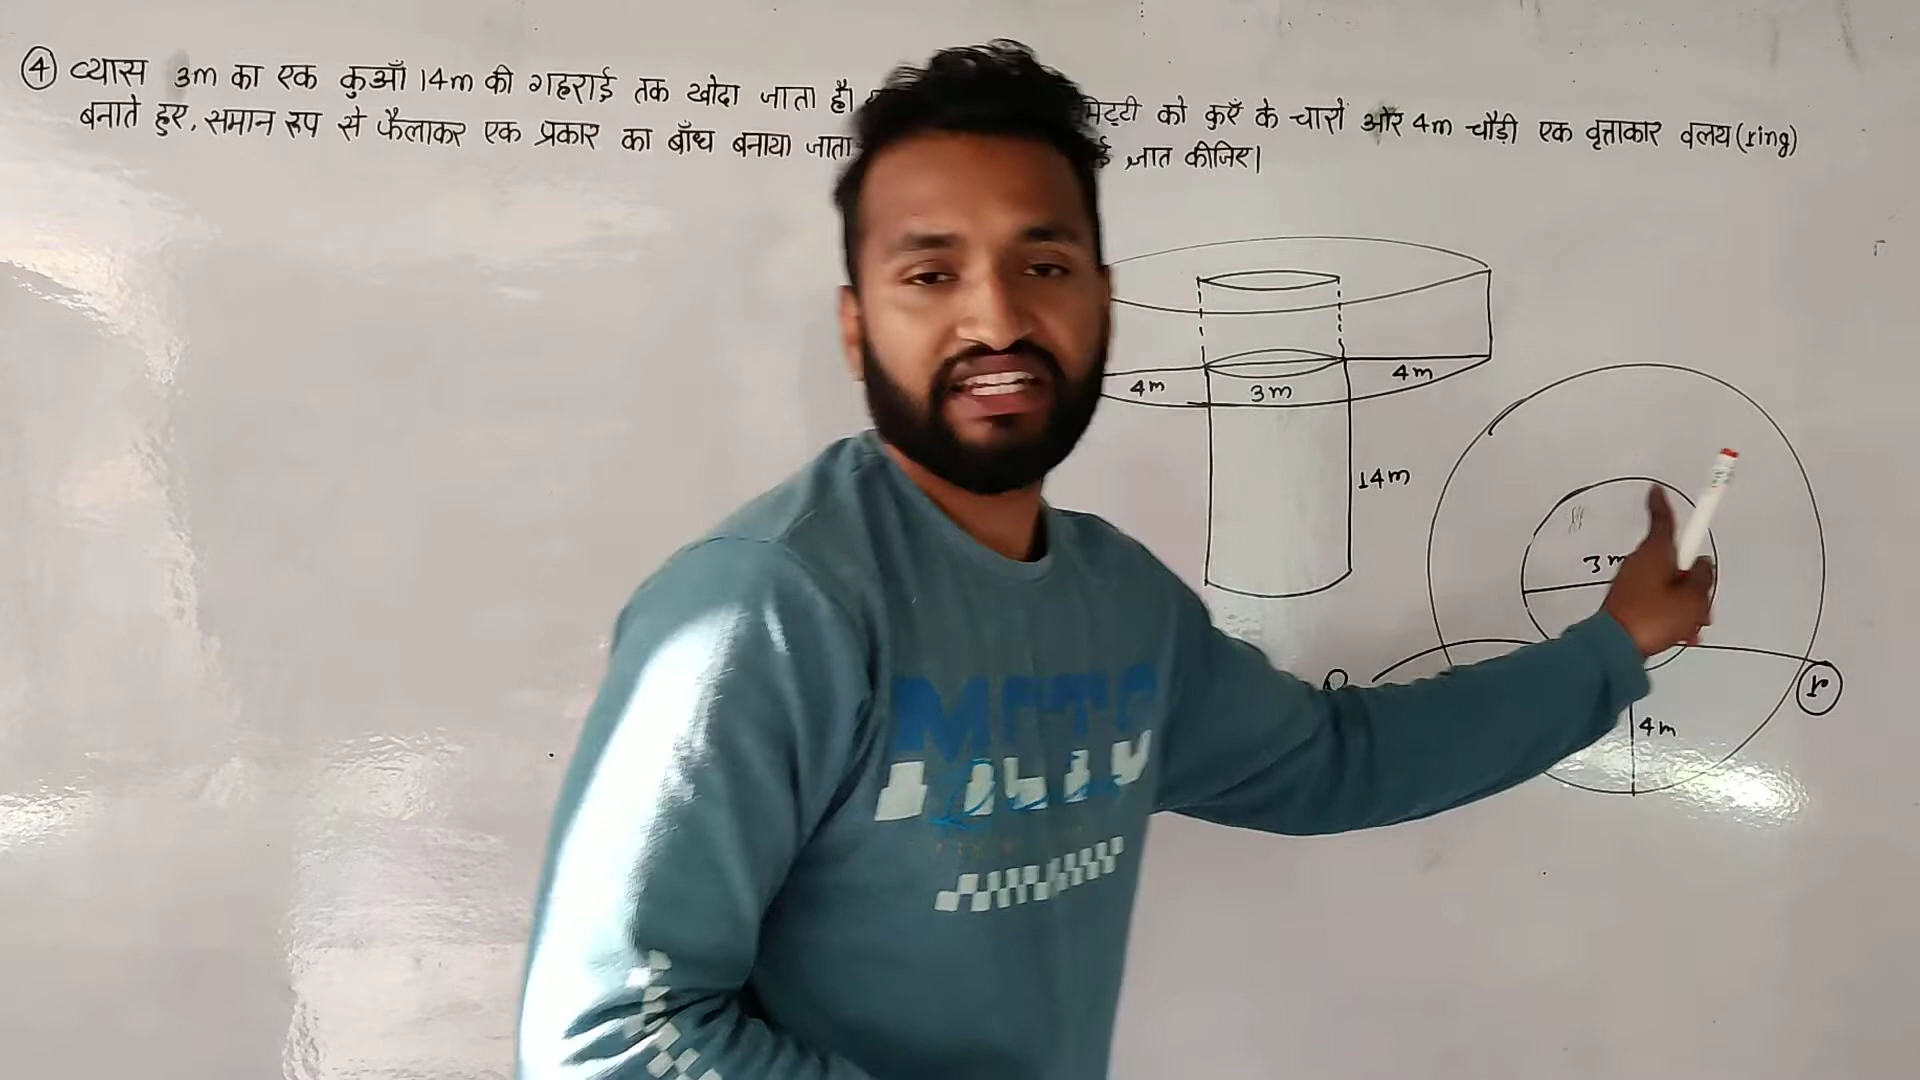 ④ व्यास 3m का एक कुआँ 14m की गहराई तक खोदा जाता है। मिट्टी को कुएँ के चारों ओर 4m चौड़ी एक वृत्ताकार वलय (ring)
बनाते हुए, समान रूप से फैलाकर एक प्रकार का बाँध बनाया जाता ज्ञात कीजिए।
4m 3m 4m
14m
3m
R r
4m